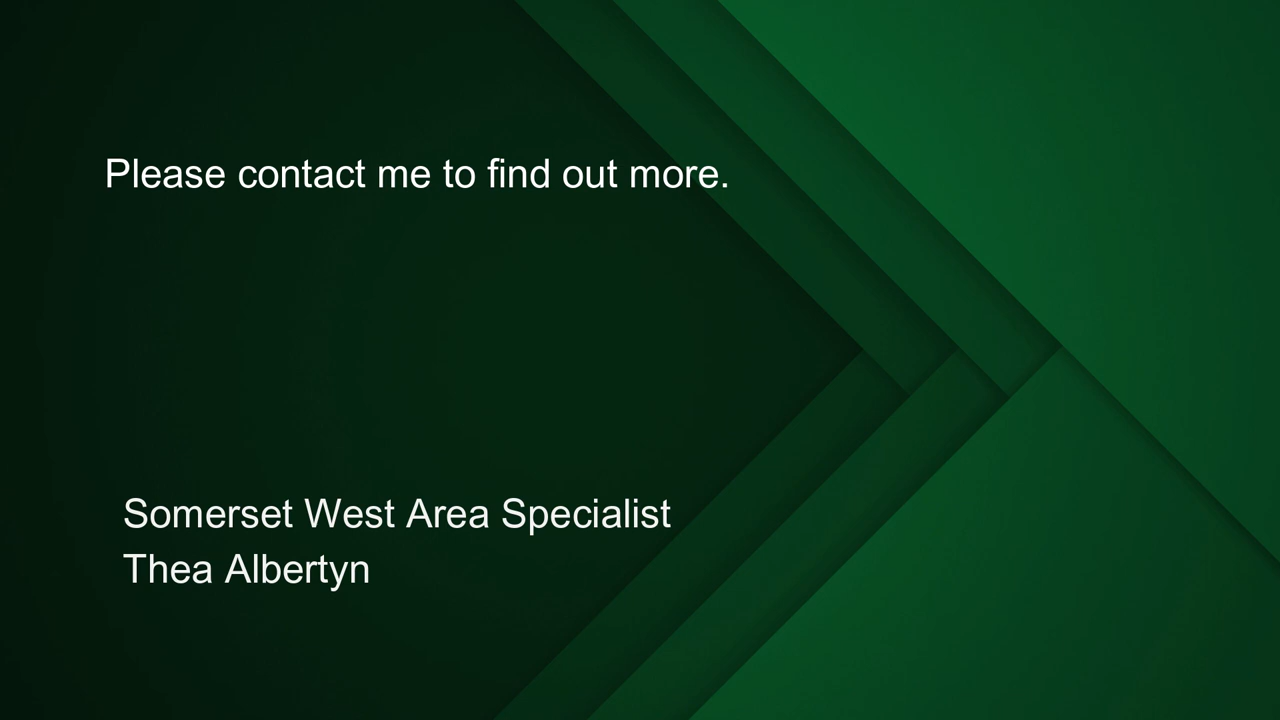 Please contact me to find out more.
Somerset West Area Specialist
Thea Albertyn